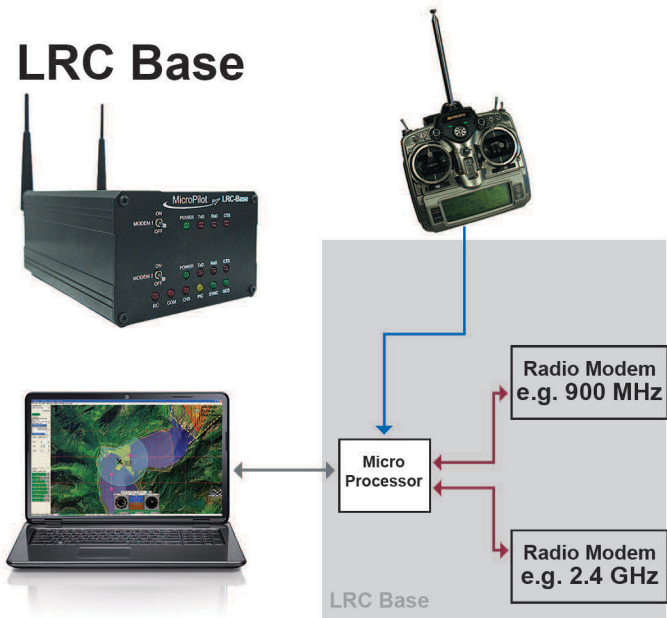 LRC Base
MicroPilot LRC-Base
ON
MODEM 1
OFF
POWER TxD RxD CTS
ON
MODEM 2
OFF
POWER TxD RxD CTS
RC COM CHS PIC SYNC GCS
Radio Modem
e.g. 900 MHz
Micro
Processor
Radio Modem
e.g. 2.4 GHz
LRC Base